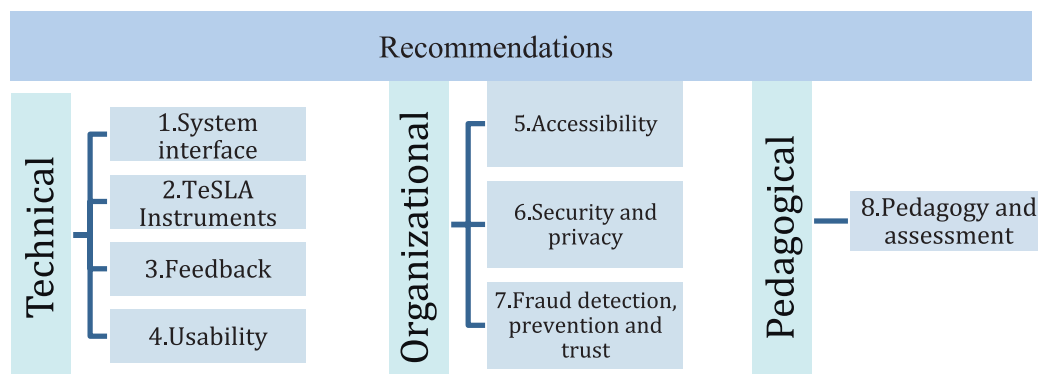 Recommendations
Technical
1.System
interface
2.TeSLA
Instruments
3.Feedback
4.Usability
Organizational
5.Accessibility
6.Security and
privacy
7.Fraud detection,
prevention and
trust
Pedagogical
8.Pedagogy and
assessment